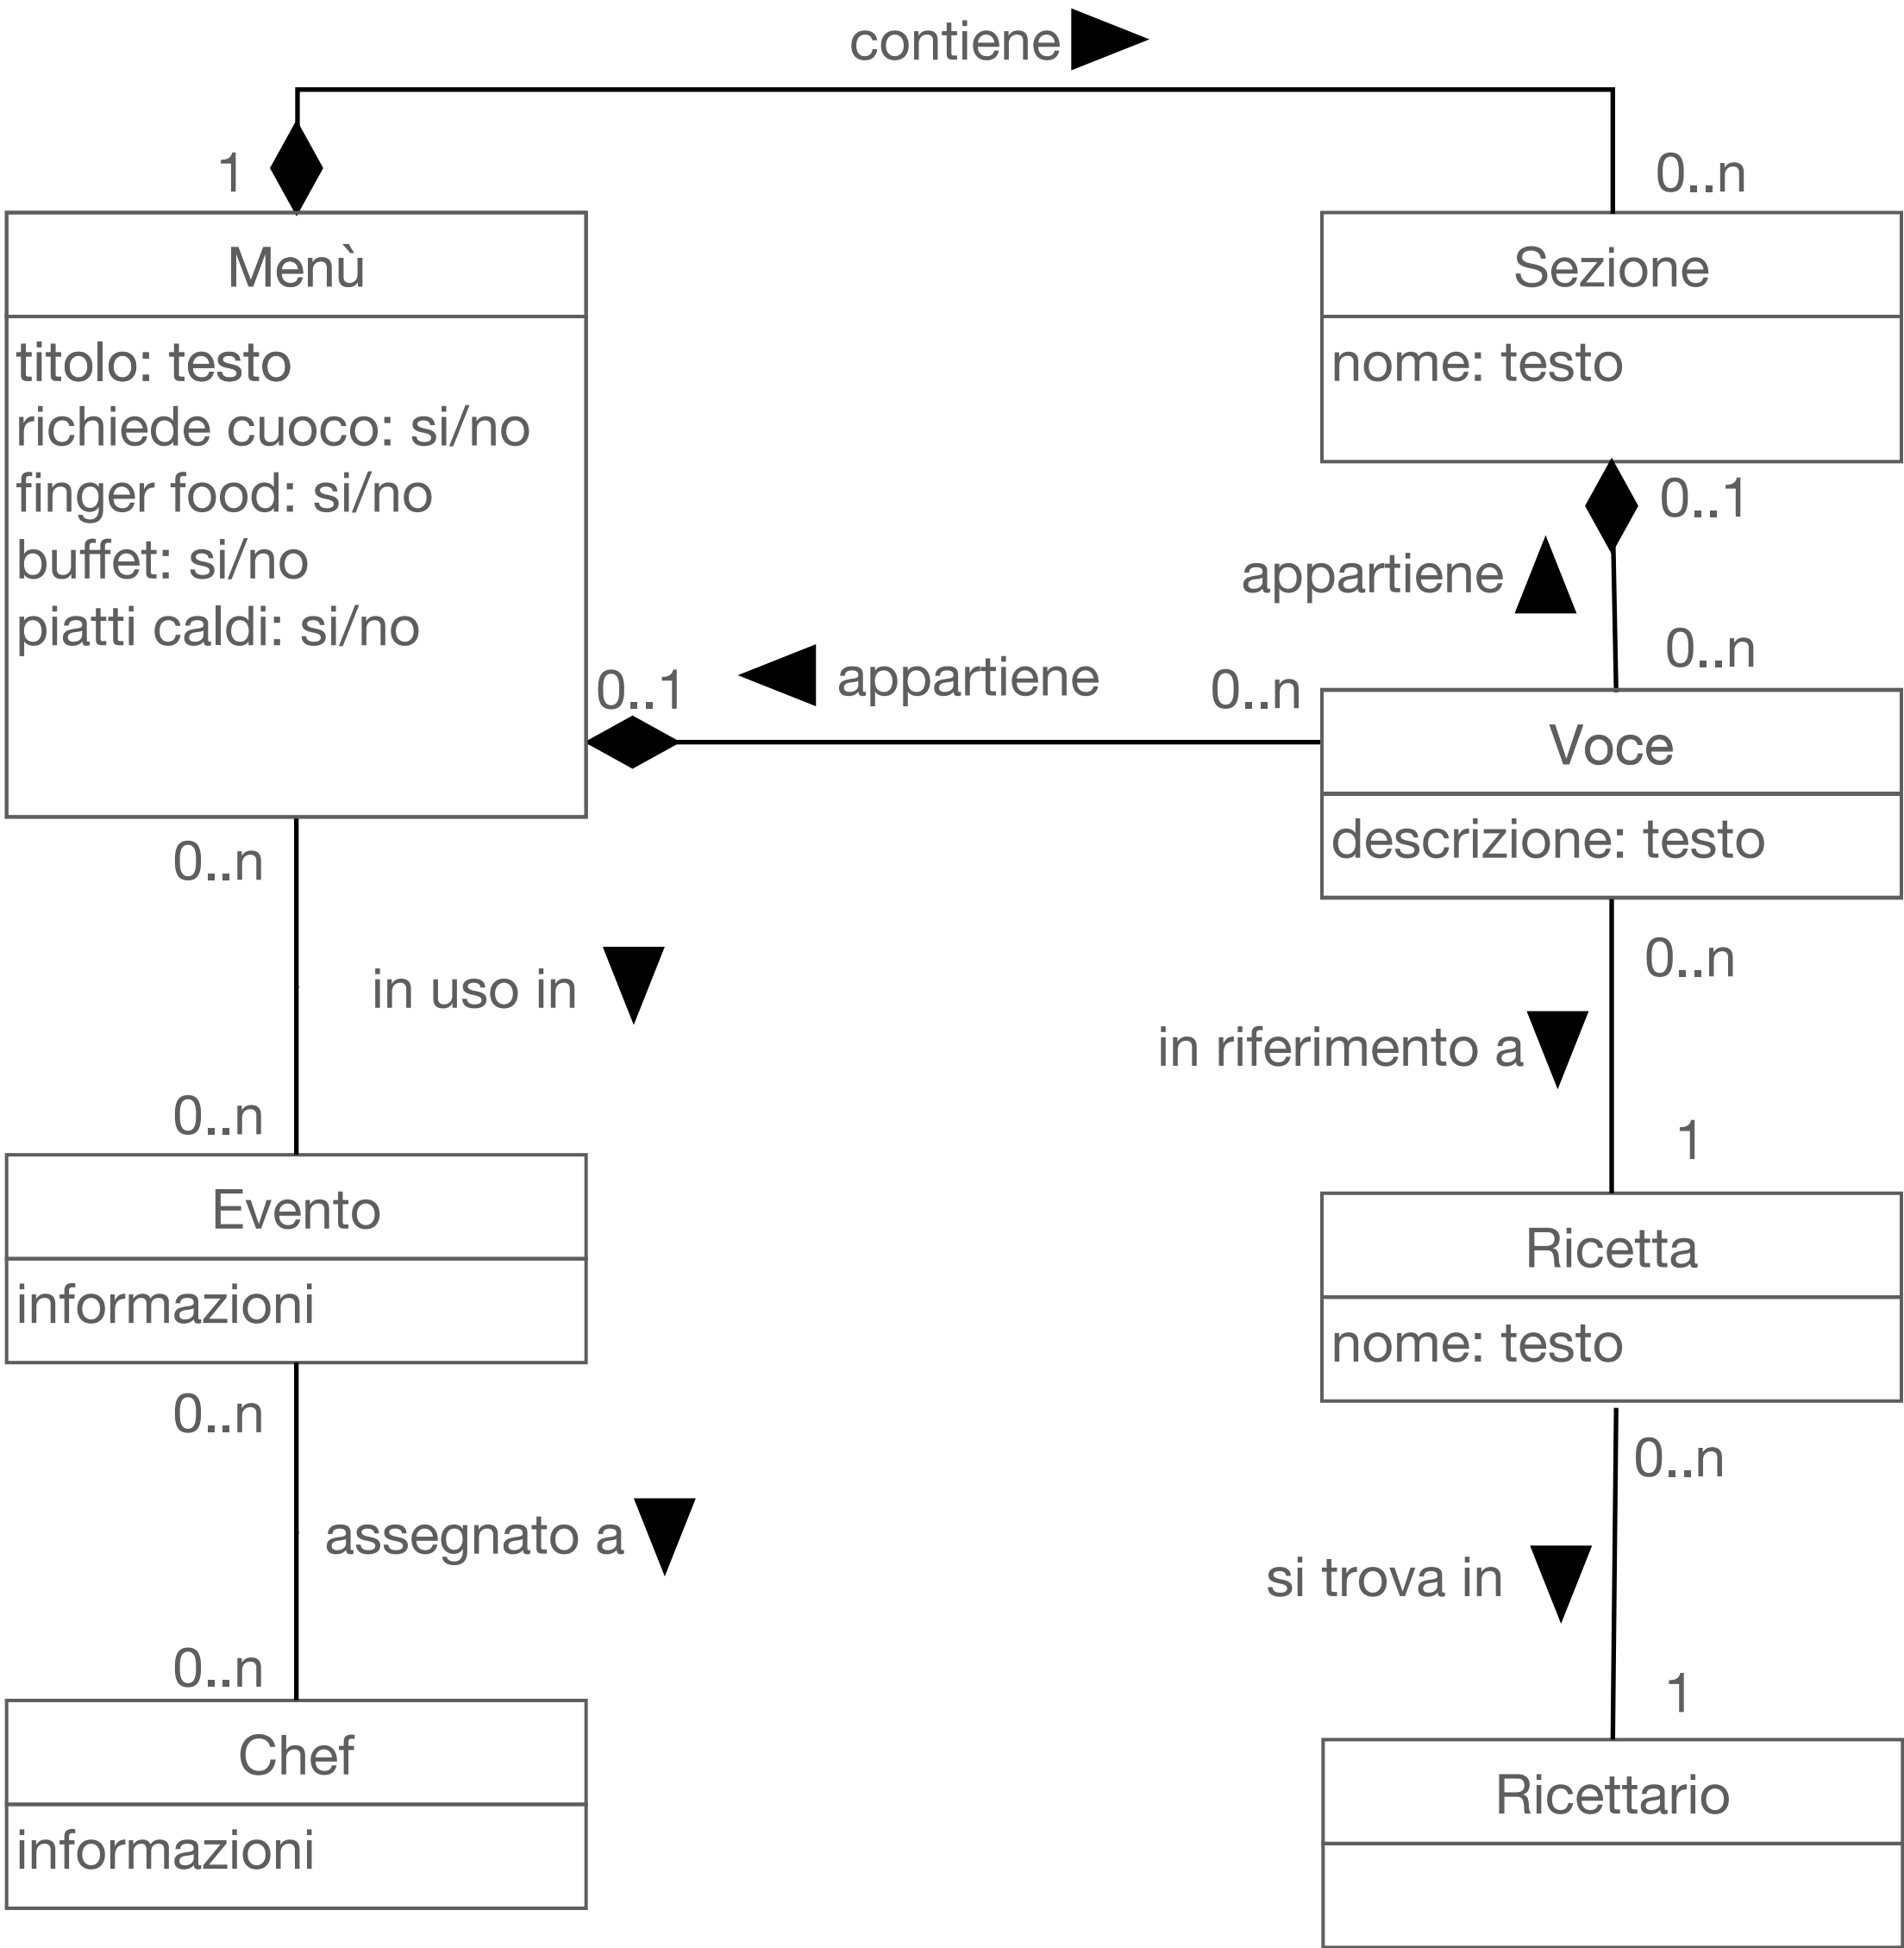 contiene
1
0..n
Menù
titolo: testo
richiede cuoco: si/no
finger food: si/no
buffet: si/no
piatti caldi: si/no
Sezione
nome: testo
0..1
appartiene
0..n
0..1
appartiene
0..n
Voce
descrizione: testo
0..n
in uso in
0..n
0..n
in riferimento a
1
Evento
informazioni
Ricetta
nome: testo
0..n
assegnato a
0..n
0..n
si trova in
1
Chef
informazioni
Ricettario